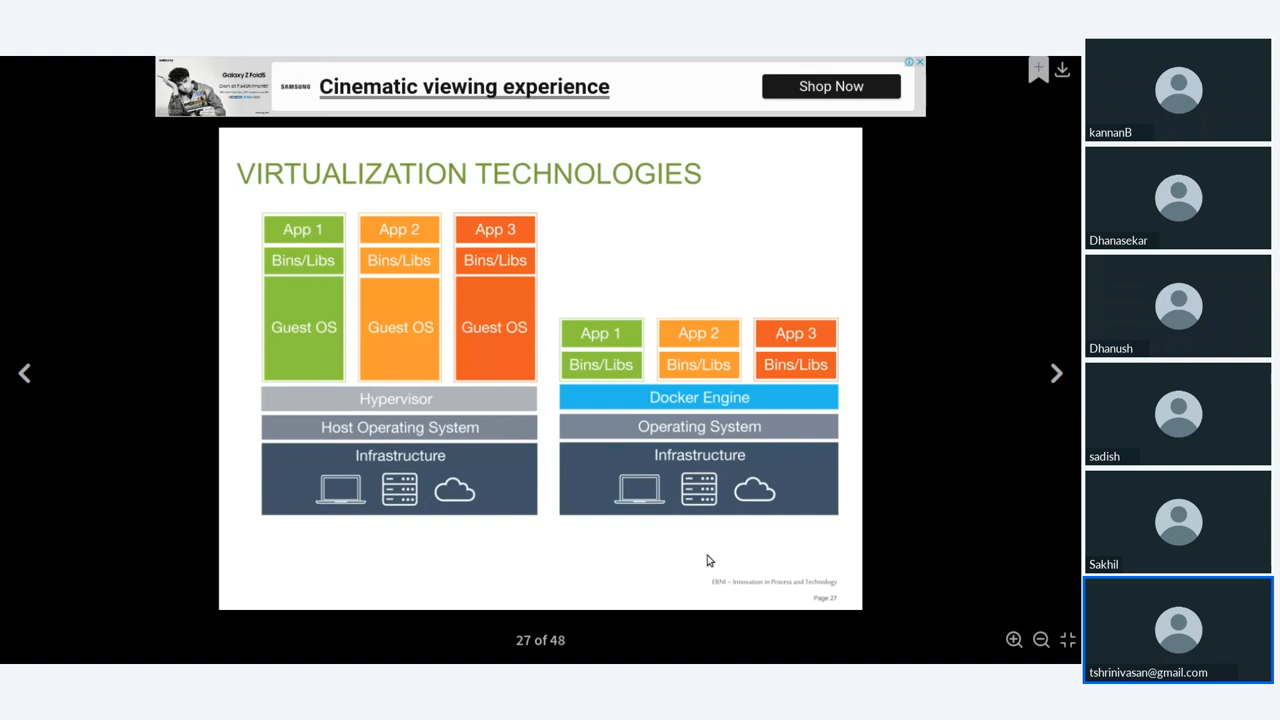 Galaxy Z Fold5
SAMSUNG
Cinematic viewing experience
Shop Now
VIRTUALIZATION TECHNOLOGIES
App 1
App 2
App 3
Bins/Libs
Bins/Libs
Bins/Libs
Guest OS
Guest OS
Guest OS
Hypervisor
Host Operating System
Infrastructure
App 1
App 2
App 3
Bins/Libs
Bins/Libs
Bins/Libs
Docker Engine
Operating System
Infrastructure
ERNI – Innovation in Process and Technology
Page 27
27 of 48
kannanB
Dhanasekar
Dhanush
sadish
Sakhil
tshrinivasan@gmail.com